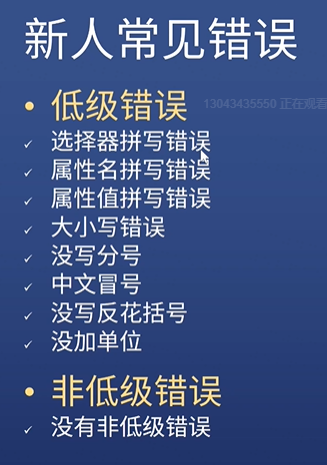 新人常见错误
低级错误
13043435550 正在观看
选择器拼写错误
属性名拼写错误
属性值拼写错误
大小写错误
没写分号
中文冒号
没写反花括号
没加单位
非低级错误
没有非低级错误